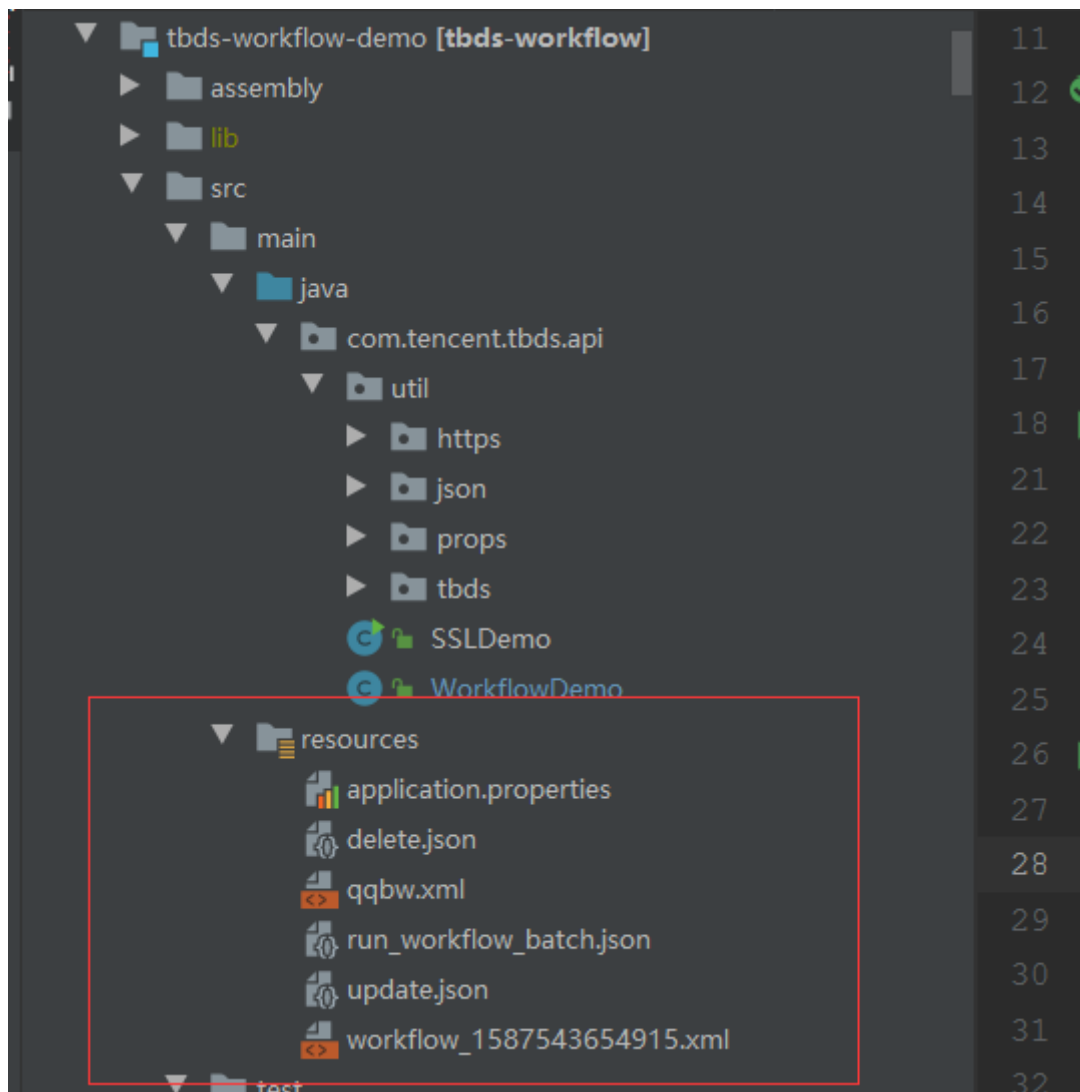 tbds-workflow-demo [tbds-workflow]
assembly
lib
src
main
java
com.tencent.tbds.api
util
https
json
props
tbds
SSLDemo
WorkflowDemo
resources
application.properties
delete.json
qqbw.xml
run_workflow_batch.json
update.json
workflow_1587543654915.xml
test
11
12
13
14
15
16
17
18
21
22
23
24
25
26
27
28
29
30
31
32